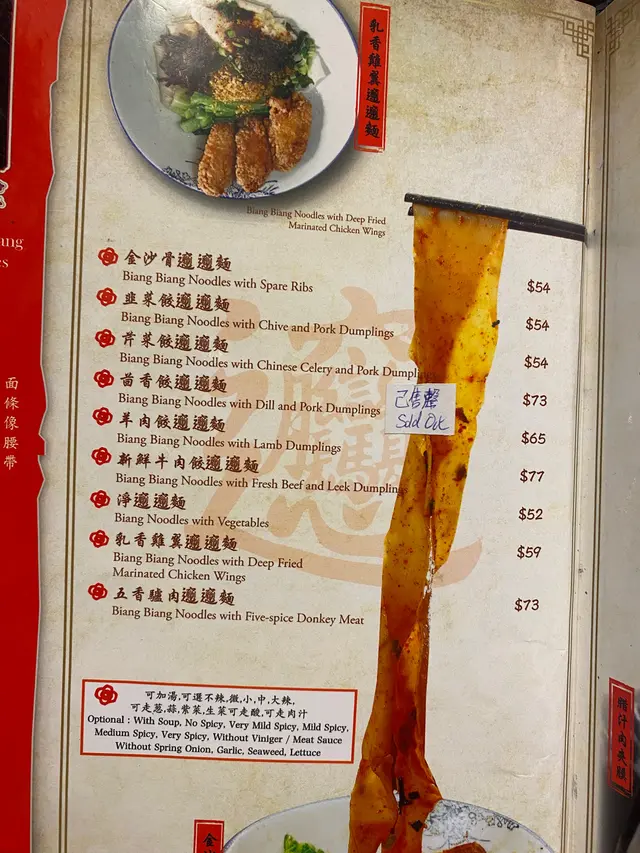 乳香雞翼𰻞𰻞麵
Biang Biang Noodles with Deep Fried
Marinated Chicken Wings
金沙骨𰻞𰻞麵
Biang Biang Noodles with Spare Ribs
$54
韮菜餃𰻞𰻞麵
Biang Biang Noodles with Chive and Pork Dumplings
$54
芹菜餃𰻞𰻞麵
Biang Biang Noodles with Chinese Celery and Pork
$54
茴香餃𰻞𰻞麵
Biang Biang Noodles with Dill and Pork Dumplings
$73
已售罄
Sold Out
羊肉餃𰻞𰻞麵
Biang Biang Noodles with Lamb Dumplings
$65
新鮮牛肉餃𰻞𰻞麵
Biang Biang Noodles with Fresh Beef and Leek Dumplings
$77
淨𰻞𰻞麵
Biang Noodles with Vegetables
$52
乳香雞翼𰻞𰻞麵
Biang Biang Noodles with Deep Fried
Marinated Chicken Wings
$59
五香驢肉𰻞𰻞麵
Biang Biang Noodles with Five-spice Donkey Meat
$73
可加湯,可選不辣,微,小,中,大辣,
可走蔥,蒜,紫菜,生菜可走酸,可走肉汁
Optional : With Soup, No Spicy, Very Mild Spicy, Mild Spicy,
Medium Spicy, Very Spicy, Without Viniger / Meat Sauce
Without Spring Onion, Garlic, Seaweed, Lettuce
面條像腰帶
臘汁肉夾饃